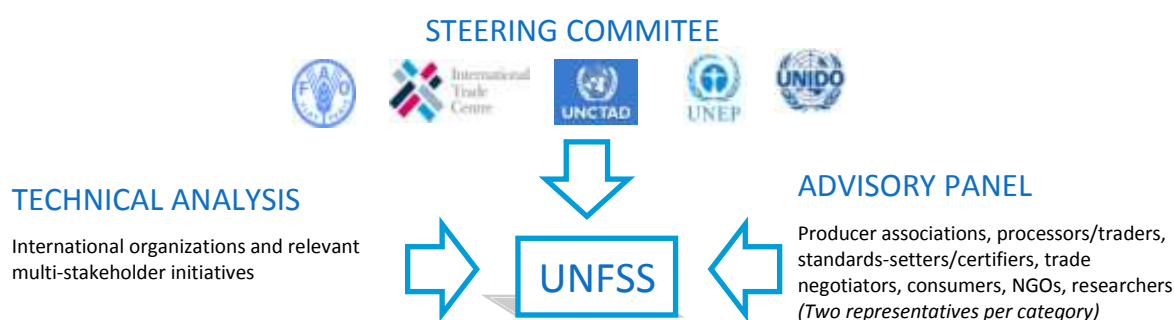 STEERING COMMITEE
FAO
International
Trade
Centre
UNCTAD
UNEP
UNIDO
TECHNICAL ANALYSIS
International organizations and relevant
multi-stakeholder initiatives
UNFSS
ADVISORY PANEL
Producer associations, processors/traders,
standards-setters/certifiers, trade
negotiators, consumers, NGOs, researchers
(Two representatives per category)